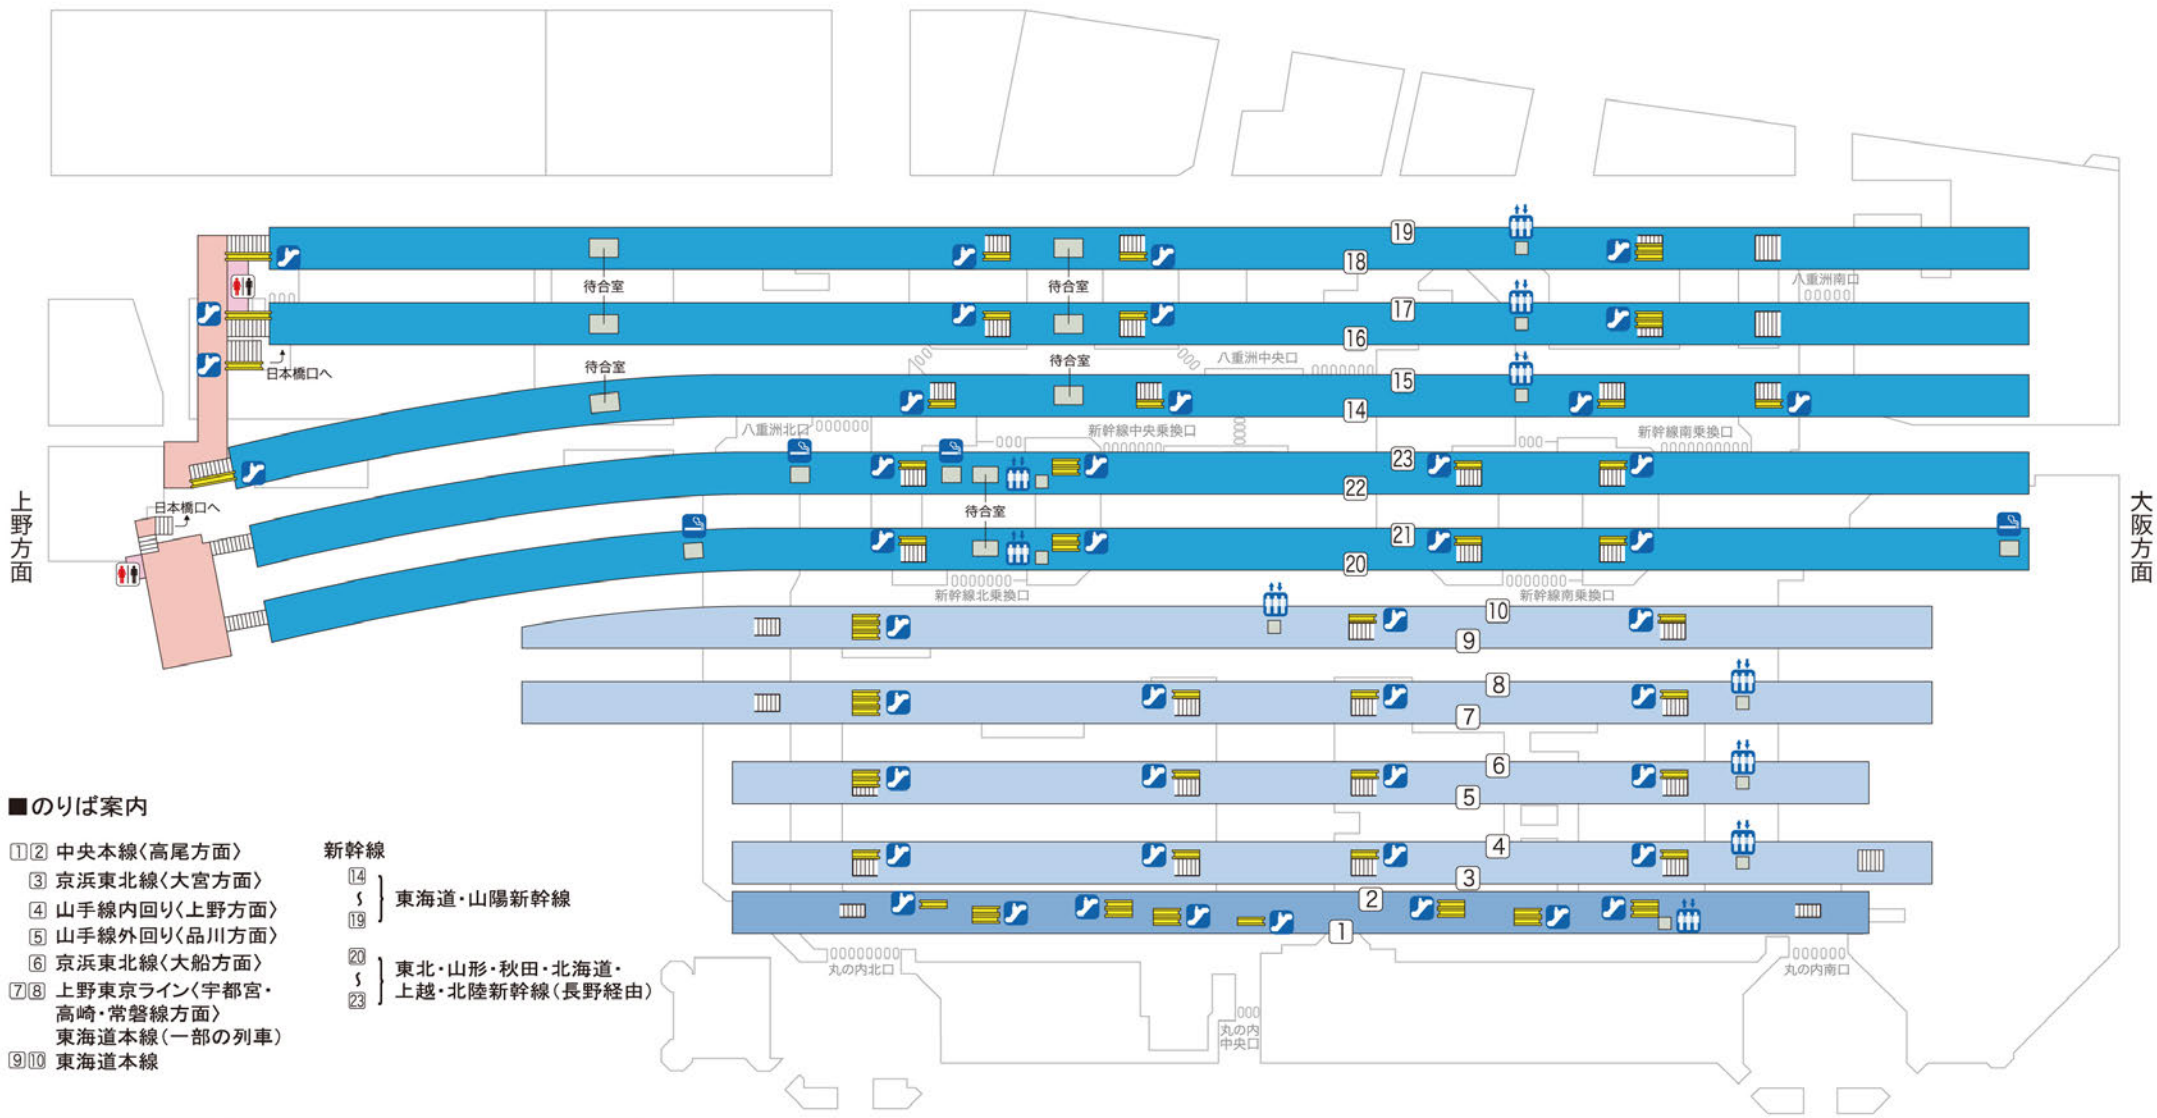 19
18
待合室
待合室
八重洲南口
17
16
八重洲中央口
日本橋口へ
待合室
待合室
15
14
八重洲北口
新幹線中央乗換口
新幹線南乗換口
23
22
上野方面
日本橋口へ
待合室
大阪方面
21
20
新幹線北乗換口
新幹線南乗換口
10
9
8
7
6
5
4
3
2
1
丸の内北口
丸の内南口
丸の内
中央口
■のりば案内
1 2 中央本線〈高尾方面〉
3 京浜東北線〈大宮方面〉
4 山手線内回り〈上野方面〉
5 山手線外回り〈品川方面〉
6 京浜東北線〈大船方面〉
7 8 上野東京ライン〈宇都宮・
高崎・常磐線方面〉
東海道本線(一部の列車)
9 10 東海道本線
新幹線
14
〜
19
東海道・山陽新幹線
20
〜
23
東北・山形・秋田・北海道・
上越・北陸新幹線(長野経由)